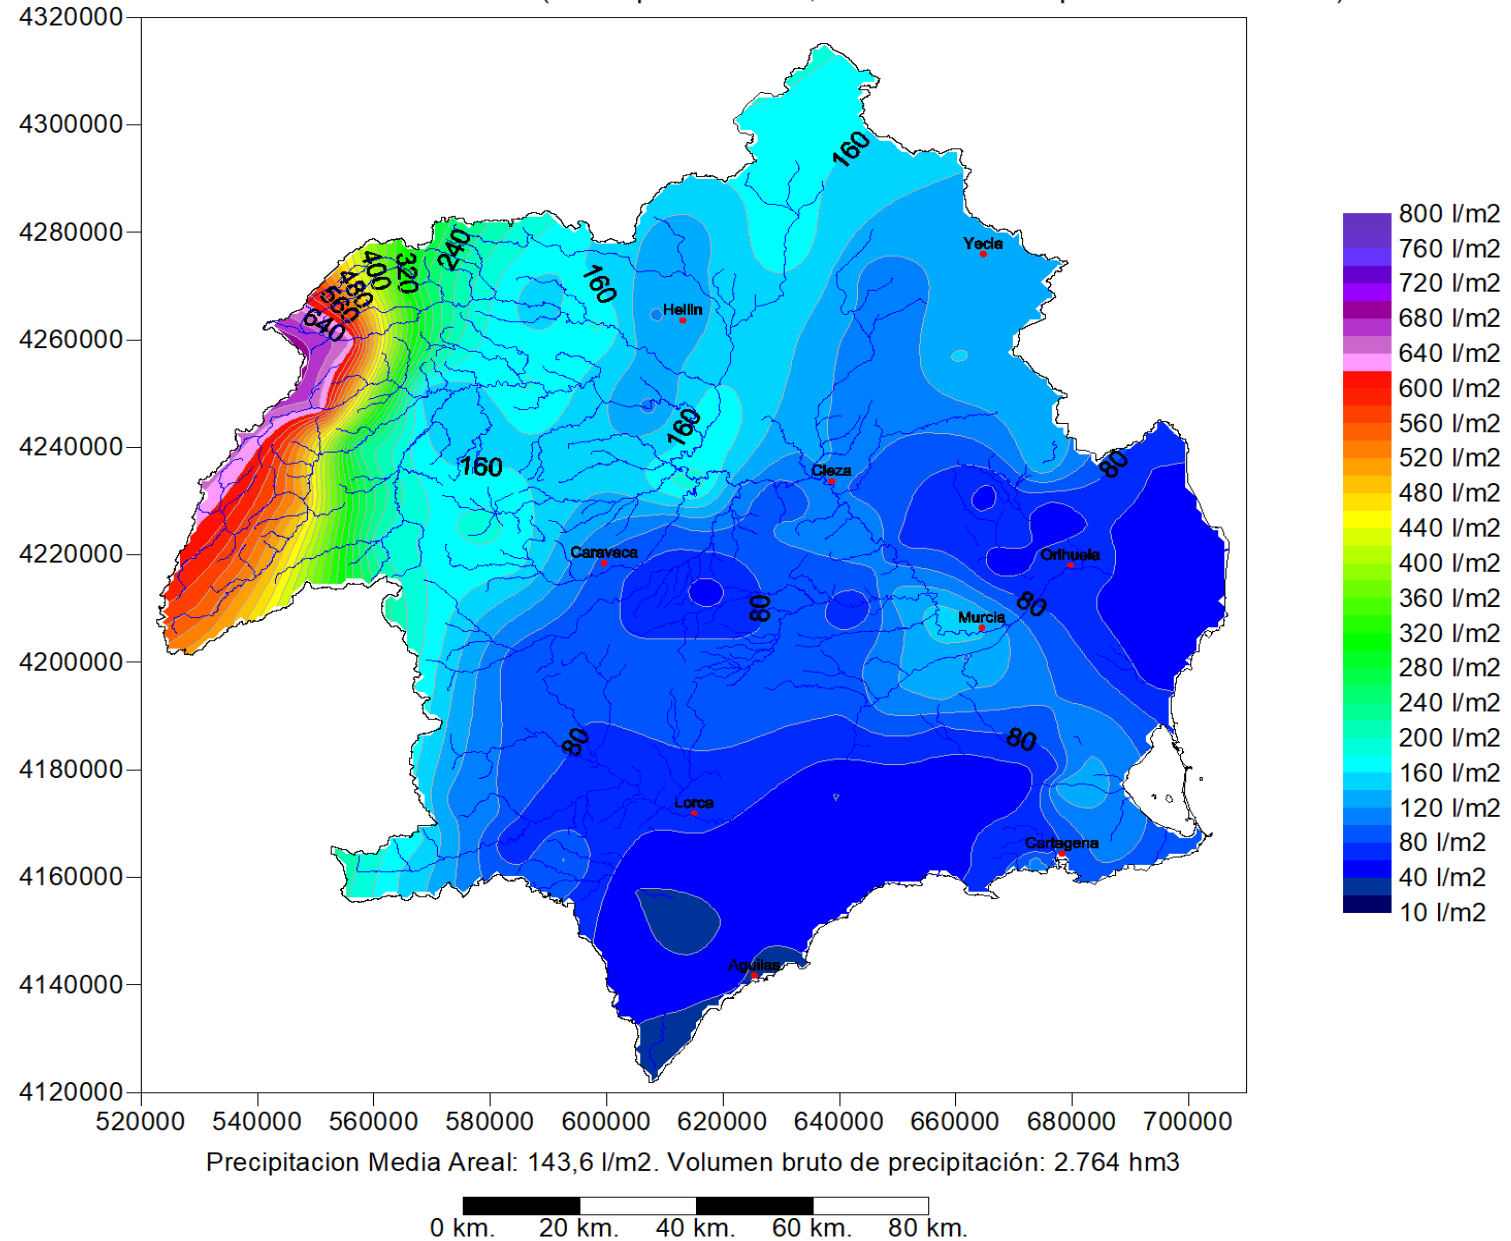 4320000
4300000
4280000
4260000
4240000
4220000
4200000
4180000
4160000
4140000
4120000
520000 540000 560000 580000 600000 620000 640000 660000 680000 700000
160
240
320
400
480
560
640
160
Yecla
Hellin
160
160
Cieza
80
Caravaca
Orihuela
80
80
Murcia
80
80
Lorca
Cartagena
Aguilas
800 l/m2
760 l/m2
720 l/m2
680 l/m2
640 l/m2
600 l/m2
560 l/m2
520 l/m2
480 l/m2
440 l/m2
400 l/m2
360 l/m2
320 l/m2
280 l/m2
240 l/m2
200 l/m2
160 l/m2
120 l/m2
80 l/m2
40 l/m2
10 l/m2
Precipitacion Media Areal: 143,6 l/m2. Volumen bruto de precipitación: 2.764 hm3
0 km. 20 km. 40 km. 60 km. 80 km.